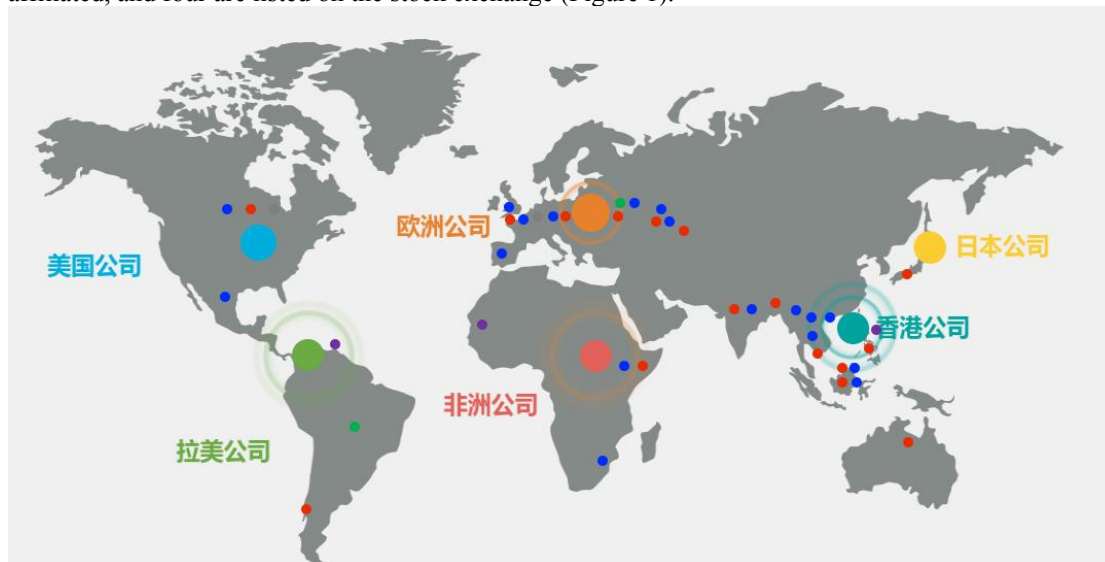 affiliated, and four are listed on the stock exchange (Figure 1).
欧洲公司
日本公司
美国公司
香港公司
非洲公司
拉美公司